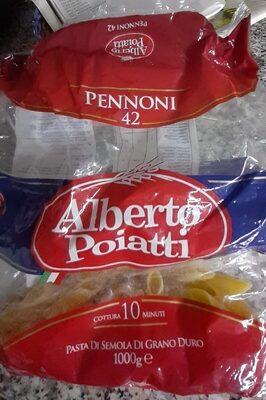 PENNONI
42
Alberto
Poiatti
PENNONI
42
Alberto
Poiatti
COTTURA 10 MINUTI
PASTA DI SEMOLA DI GRANO DURO
1000g e